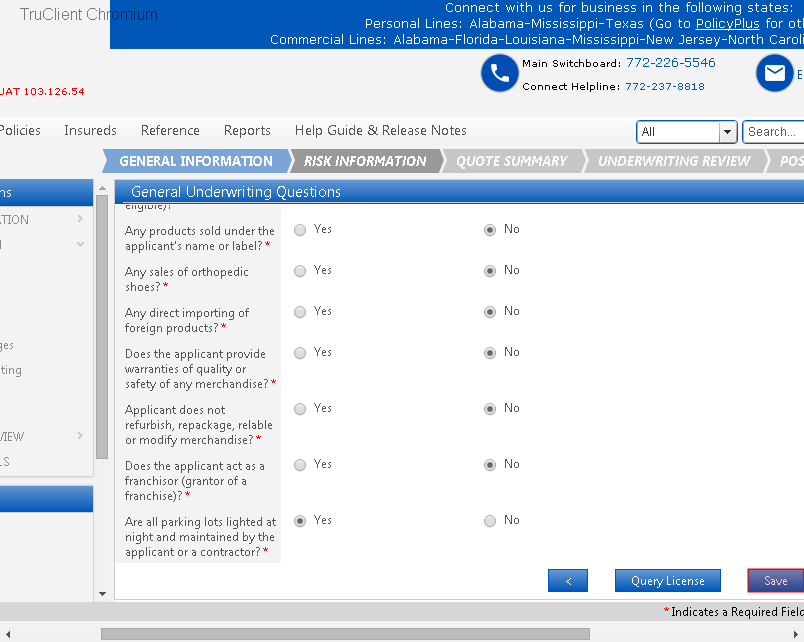 TruClient Chromium
Connect with us for business in the following states:
Personal Lines: Alabama-Mississippi-Texas (Go to PolicyPlus for oth
Commercial Lines: Alabama-Florida-Louisiana-Mississippi-New Jersey-North Caroli
Main Switchboard: 772-226-5546
E
Connect Helpline: 772-237-8818
UAT 103.126.54
Policies Insureds Reference Reports Help Guide & Release Notes
All
Search...
GENERAL INFORMATION RISK INFORMATION QUOTE SUMMARY UNDERWRITING REVIEW POS
ns
ATION
ges
ting
VIEW
LS
General Underwriting Questions
eligible)?
Any products sold under the
applicant's name or label?* Yes No
Any sales of orthopedic
shoes?* Yes No
Any direct importing of
foreign products?* Yes No
Does the applicant provide
warranties of quality or
safety of any merchandise?* Yes No
Applicant does not
refurbish, repackage, relable
or modify merchandise?* Yes No
Does the applicant act as a
franchisor (grantor of a
franchise)?* Yes No
Are all parking lots lighted at
night and maintained by the
applicant or a contractor?* Yes No
< Query License Save
*Indicates a Required Field